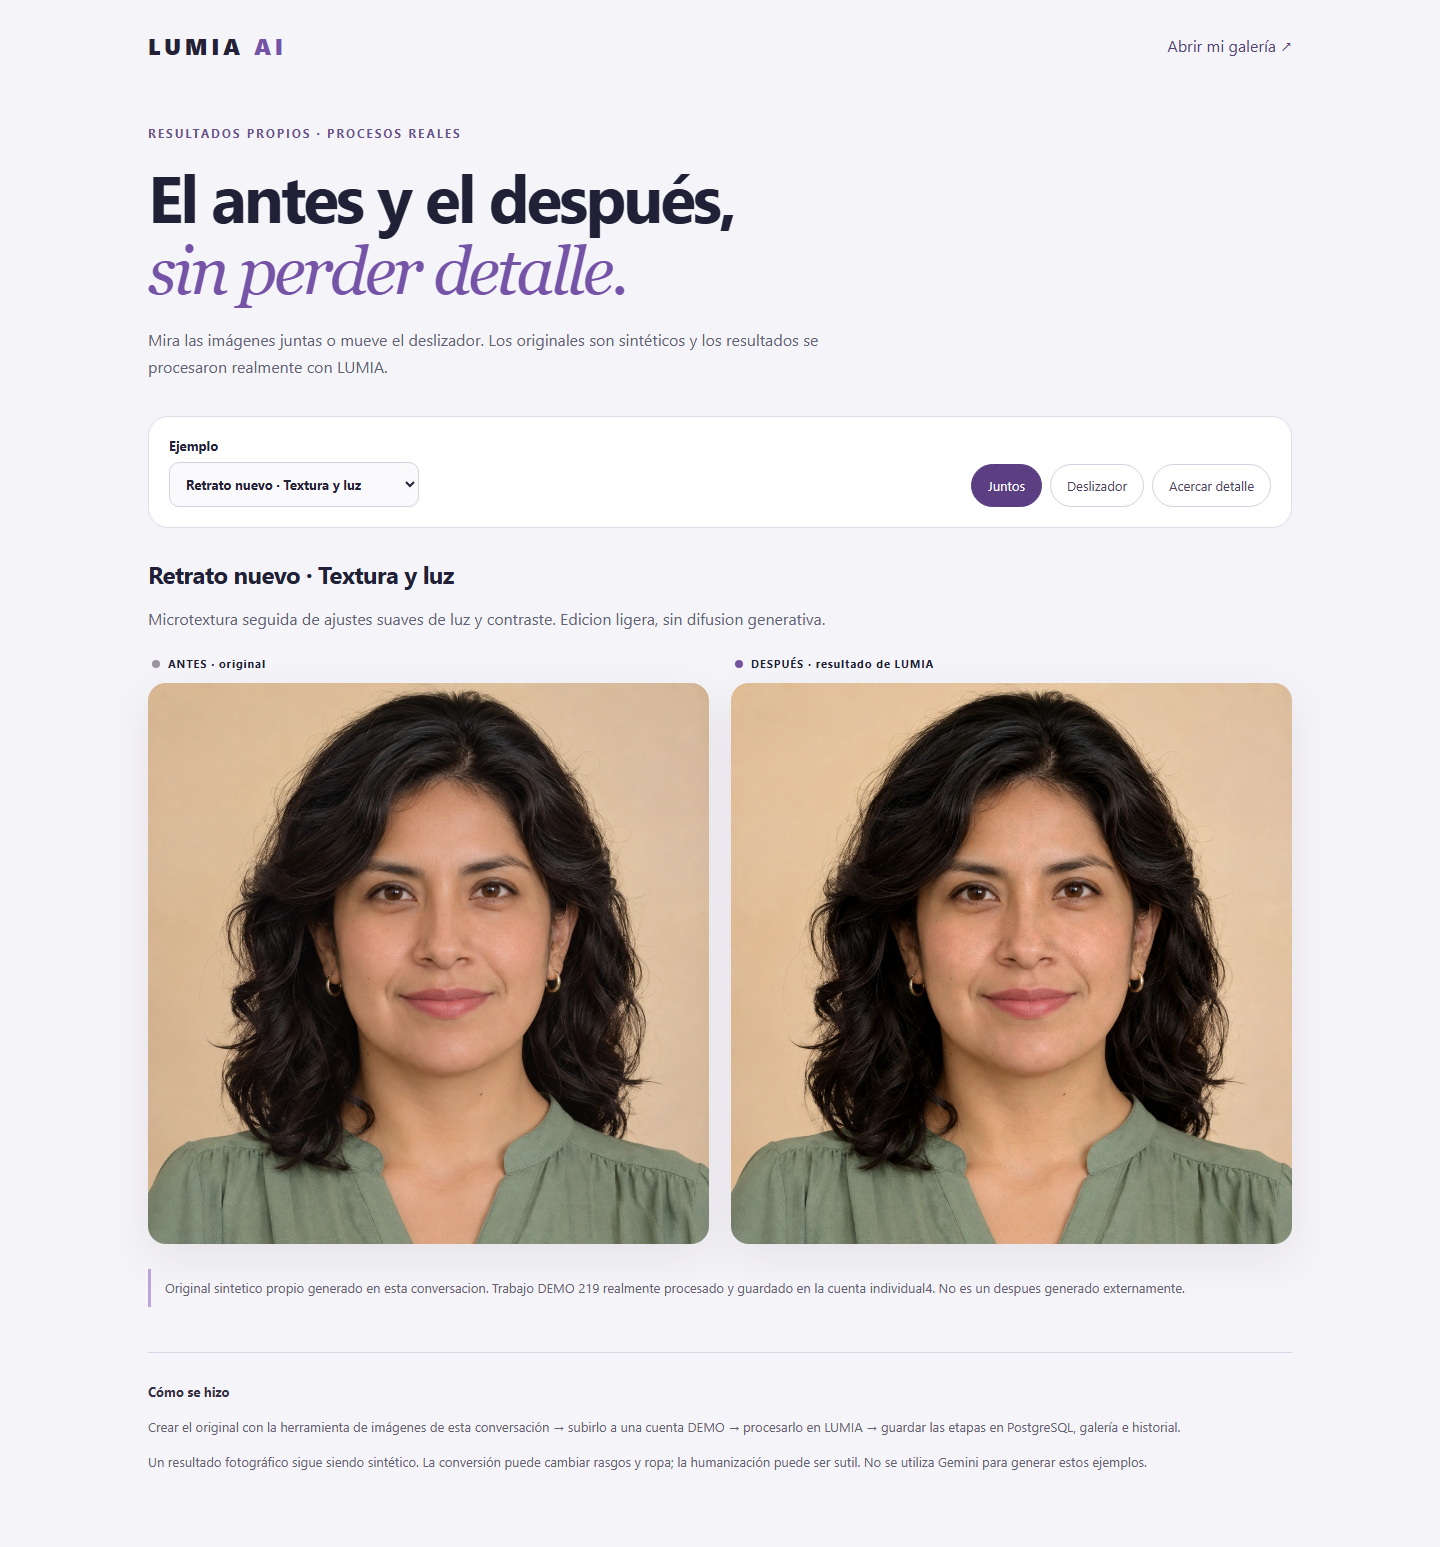 LUMIA AI
Abrir mi galería ↗
RESULTADOS PROPIOS · PROCESOS REALES
El antes y el después,
sin perder detalle.
Mira las imágenes juntas o mueve el deslizador. Los originales son sintéticos y los resultados se
procesaron realmente con LUMIA.
Ejemplo
Retrato nuevo · Textura y luz
Juntos
Deslizador
Acercar detalle
Retrato nuevo · Textura y luz
Microtextura seguida de ajustes suaves de luz y contraste. Edicion ligera, sin difusion generativa.
ANTES · original
DESPUÉS · resultado de LUMIA
Original sintetico propio generado en esta conversacion. Trabajo DEMO 219 realmente procesado y guardado en la cuenta individual4. No es un despues generado externamente.
Cómo se hizo
Crear el original con la herramienta de imágenes de esta conversación → subirlo a una cuenta DEMO → procesarlo en LUMIA → guardar las etapas en PostgreSQL, galería e historial.
Un resultado fotográfico sigue siendo sintético. La conversión puede cambiar rasgos y ropa; la humanización puede ser sutil. No se utiliza Gemini para generar estos ejemplos.